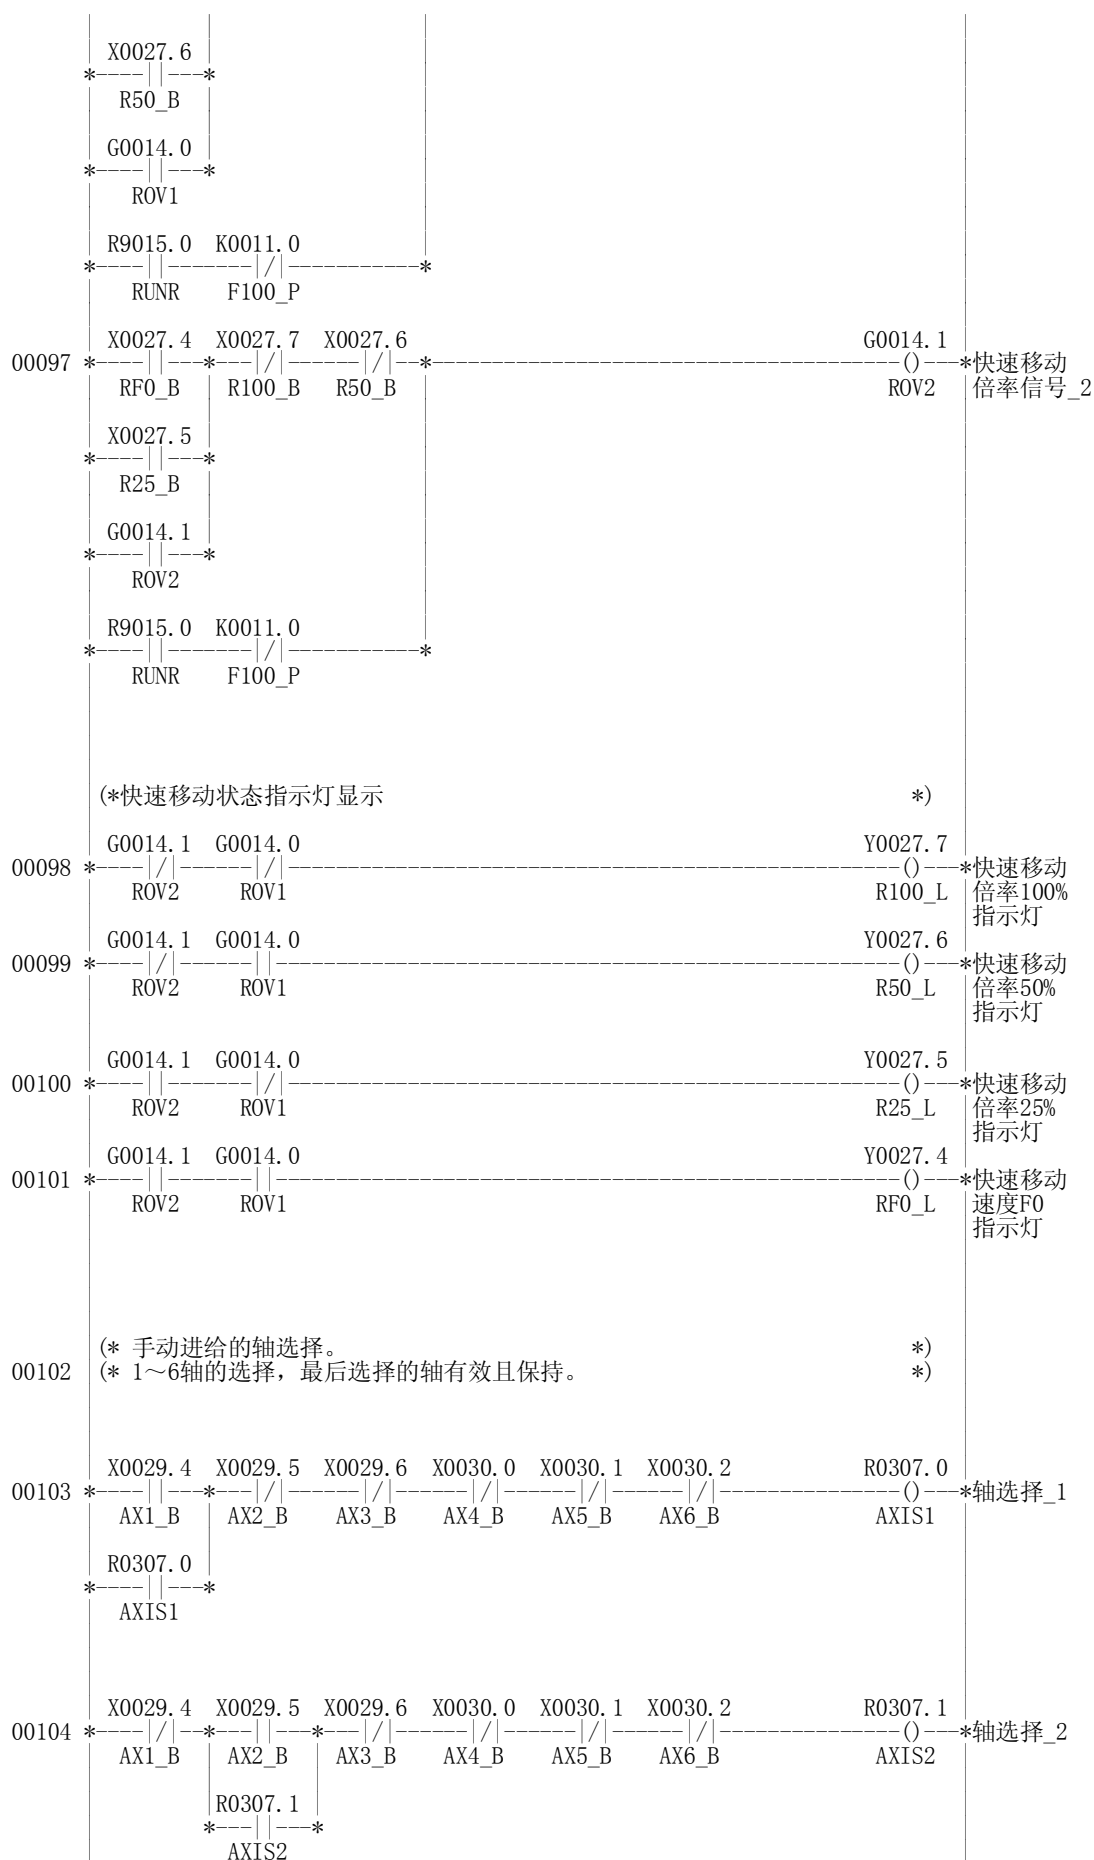 X0027.6
R50_B
G0014.0
ROV1
R9015.0 K0011.0
RUNR F100_P
X0027.4 X0027.7 X0027.6 G0014.1
00097 快速移动
RF0_B R100_B R50_B ROV2 倍率信号_2
X0027.5
R25_B
G0014.1
ROV2
R9015.0 K0011.0
RUNR F100_P
(*快速移动状态指示灯显示 *)
G0014.1 G0014.0 Y0027.7
00098 快速移动
ROV2 ROV1 R100_L 倍率100%
指示灯
G0014.1 G0014.0 Y0027.6
00099 快速移动
ROV2 ROV1 R50_L 倍率50%
指示灯
G0014.1 G0014.0 Y0027.5
00100 快速移动
ROV2 ROV1 R25_L 倍率25%
指示灯
G0014.1 G0014.0 Y0027.4
00101 快速移动
ROV2 ROV1 RF0_L 速度F0
指示灯
(* 手动进给的轴选择。 *)
00102 (* 1～6轴的选择，最后选择的轴有效且保持。 *)
X0029.4 X0029.5 X0029.6 X0030.0 X0030.1 X0030.2 R0307.0
00103 轴选择_1
AX1_B AX2_B AX3_B AX4_B AX5_B AX6_B AXIS1
R0307.0
AXIS1
X0029.4 X0029.5 X0029.6 X0030.0 X0030.1 X0030.2 R0307.1
00104 轴选择_2
AX1_B AX2_B AX3_B AX4_B AX5_B AX6_B AXIS2
R0307.1
AXIS2